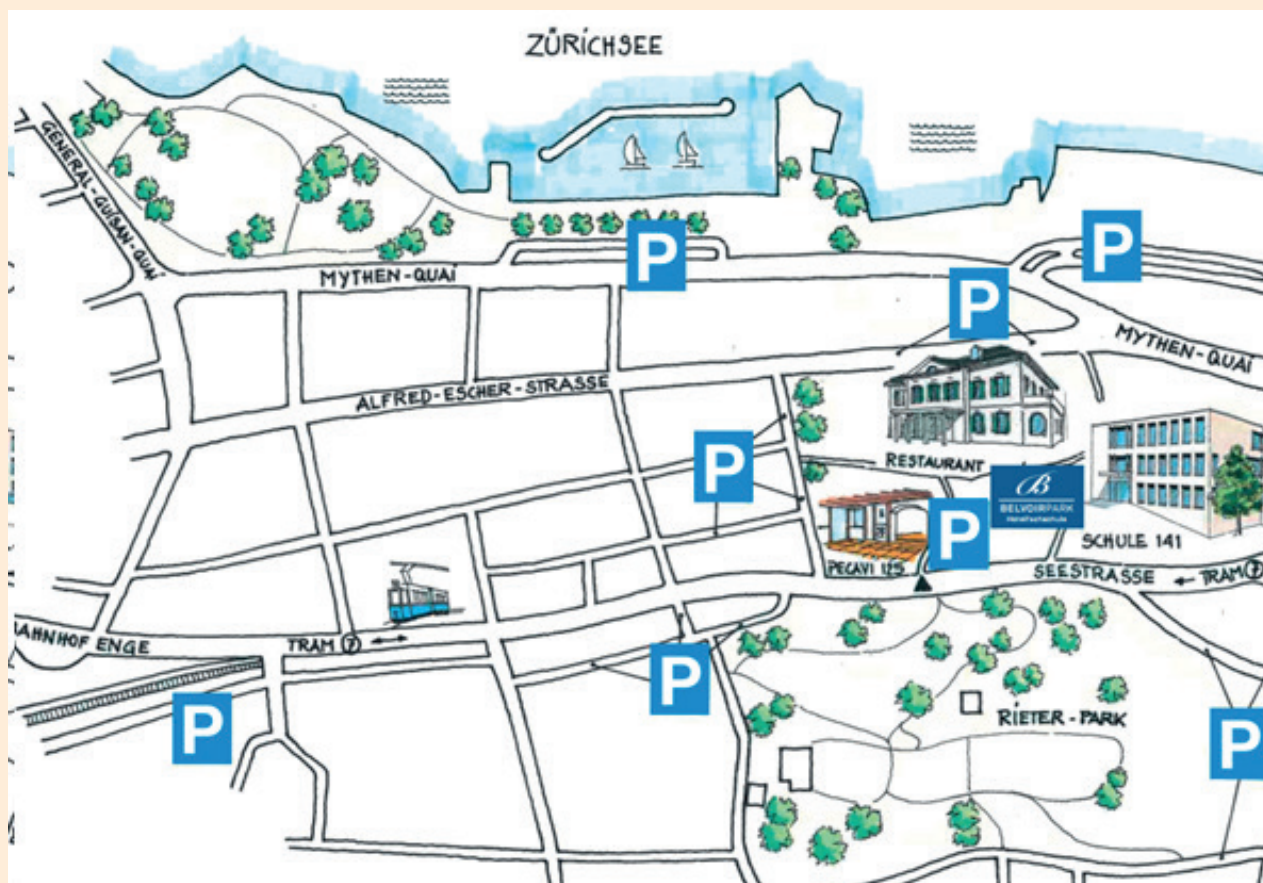 ZÜRICHSEE
GENERAL-GUISAN-QUAI
P
P
MYTHEN-QUAI
P
MYTHEN-QUAI
ALFRED-ESCHER-STRASSE
P
RESTAURANT
B
BELVOIRPARK
Hotelfachschule
P
SCHULE 141
PECAVI 125
SEESTRASSE ← TRAM 7
BAHNHOF ENGE
TRAM 7 ↔
P
P
RIETER-PARK
P